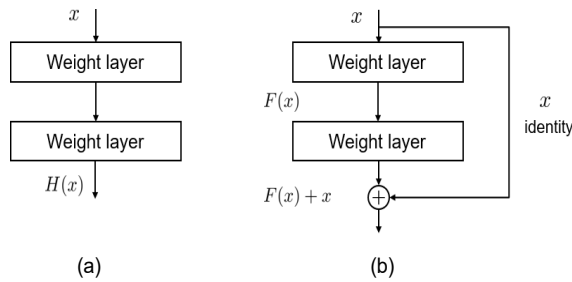 x
Weight layer
Weight layer
H(x)
(a)
x
Weight layer
F(x)
Weight layer
F(x) + x
x
identity
(b)